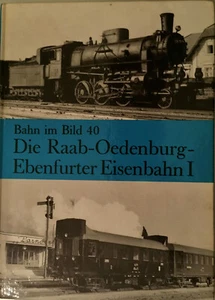 Bahn im Bild 40
Die Raab-Oedenburg-
Ebenfurter Eisenbahn I